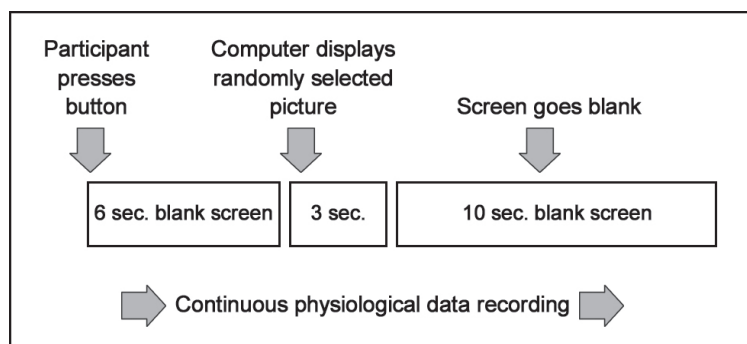 Participant
presses
button
Computer displays
randomly selected
picture
Screen goes blank
6 sec. blank screen
3 sec.
10 sec. blank screen
Continuous physiological data recording